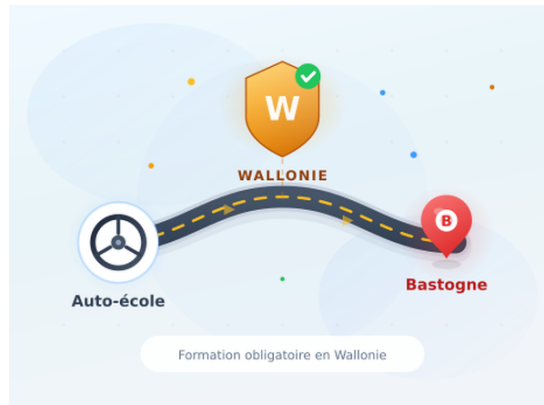 W
WALLONIE
B
Auto-école
Bastogne
Formation obligatoire en Wallonie